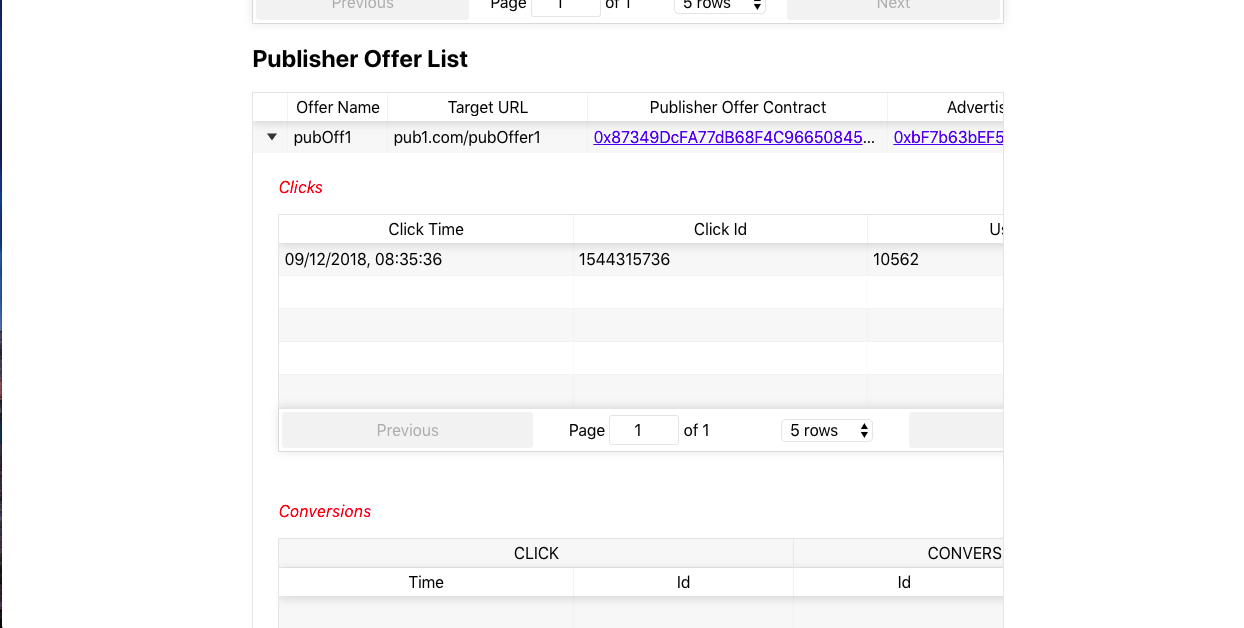 Previous Page 1 of 1 5 rows Next
Publisher Offer List
Offer Name Target URL Publisher Offer Contract Advertis
pubOff1 pub1.com/pubOffer1 0x87349DcFA77dB68F4C96650845... 0xbF7b63bEF5
Clicks
Click Time Click Id Us
09/12/2018, 08:35:36 1544315736 10562
Previous Page 1 of 1 5 rows
Conversions
CLICK CONVERS
Time Id Id